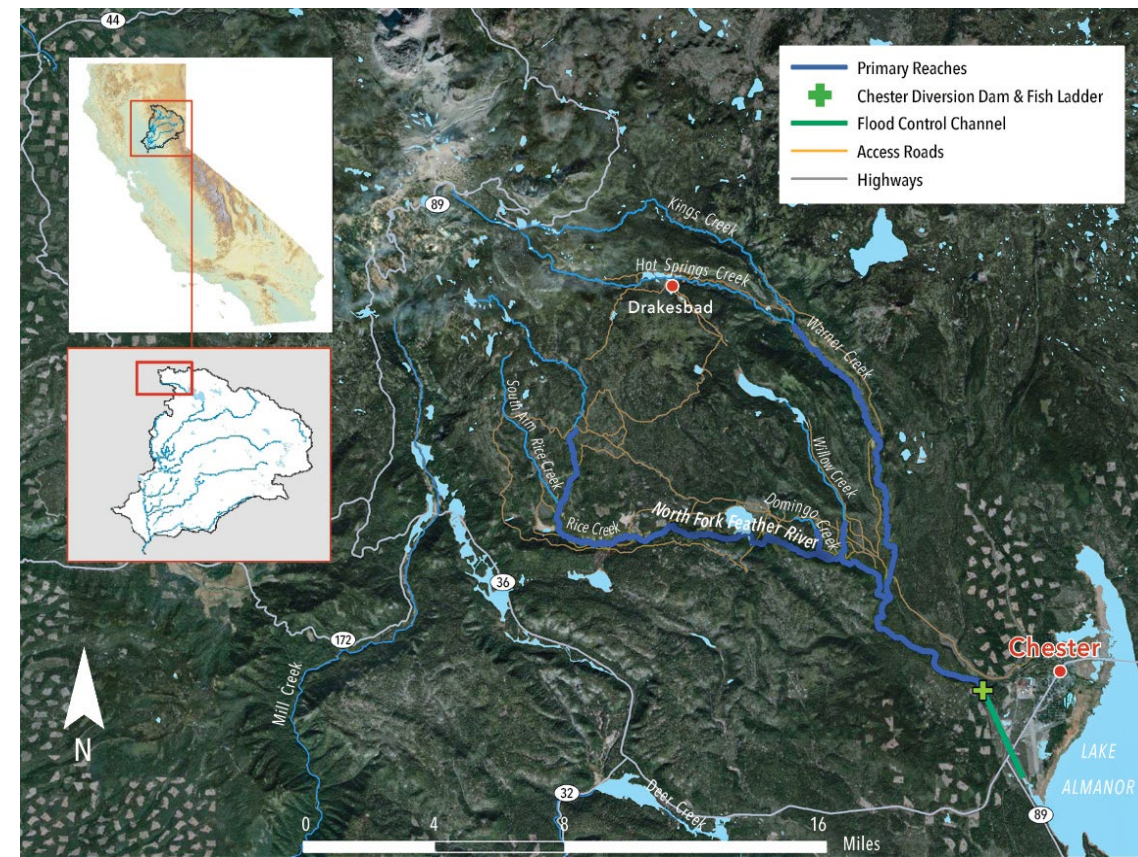 44
Primary Reaches
Chester Diversion Dam & Fish Ladder
Flood Control Channel
Access Roads
Highways
89
Kings Creek
Hot Springs Creek
Drakesbad
Warner Creek
South Arm Rice Creek
Willow Creek
Domingo Creek
Rice Creek
North Fork Feather River
36
172
Chester
Mill Creek
N
LAKE
ALMANOR
Deer Creek
32
89
0 4 8 16
Miles